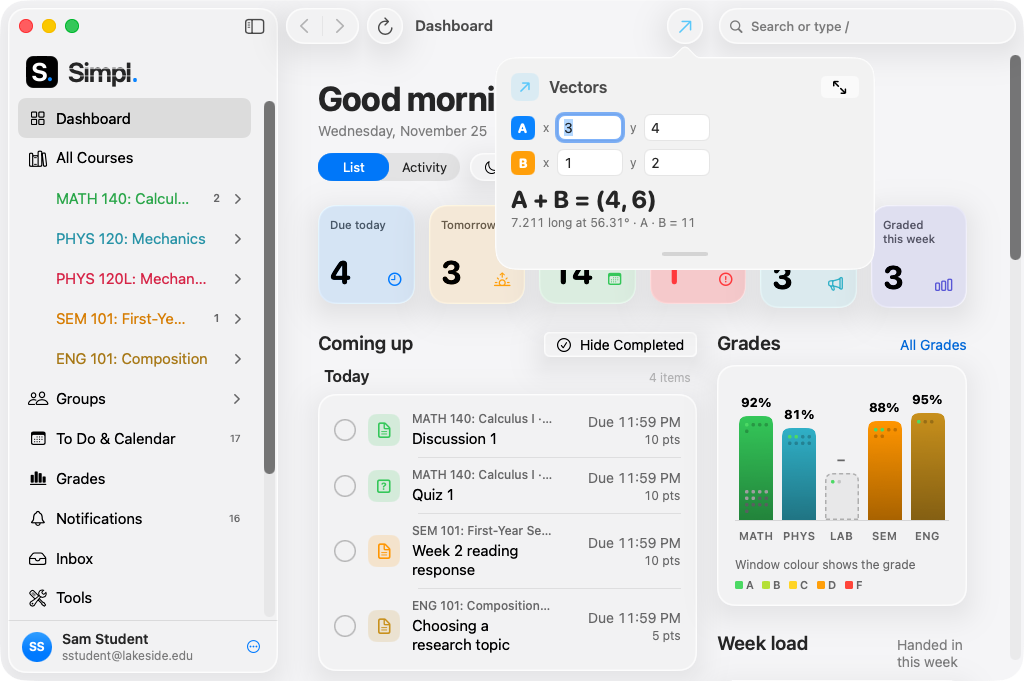 Dashboard
Search or type /
S.
Simpl.
Dashboard
All Courses
MATH 140: Calcul... 2
PHYS 120: Mechanics
PHYS 120L: Mechan...
SEM 101: First-Ye... 1
ENG 101: Composition
Groups
To Do & Calendar 17
Grades
Notifications 16
Inbox
Tools
SS
Sam Student
sstudent@lakeside.edu
Good morni
Wednesday, November 25
List Activity
Vectors
A x 3 y 4
B x 1 y 2
A + B = (4, 6)
7.211 long at 56.31° · A · B = 11
Due today
4
Tomorrow
3
14
1
3
Graded
this week
3
Coming up
Hide Completed
Today
4 items
MATH 140: Calculus I ·...
Discussion 1
Due 11:59 PM
10 pts
MATH 140: Calculus I ·...
Quiz 1
Due 11:59 PM
10 pts
SEM 101: First-Year Se...
Week 2 reading
response
Due 11:59 PM
10 pts
ENG 101: Composition...
Choosing a
research topic
Due 11:59 PM
5 pts
Grades
All Grades
92% 81% – 88% 95%
MATH PHYS LAB SEM ENG
Window colour shows the grade
A B C D F
Week load
Handed in
this week